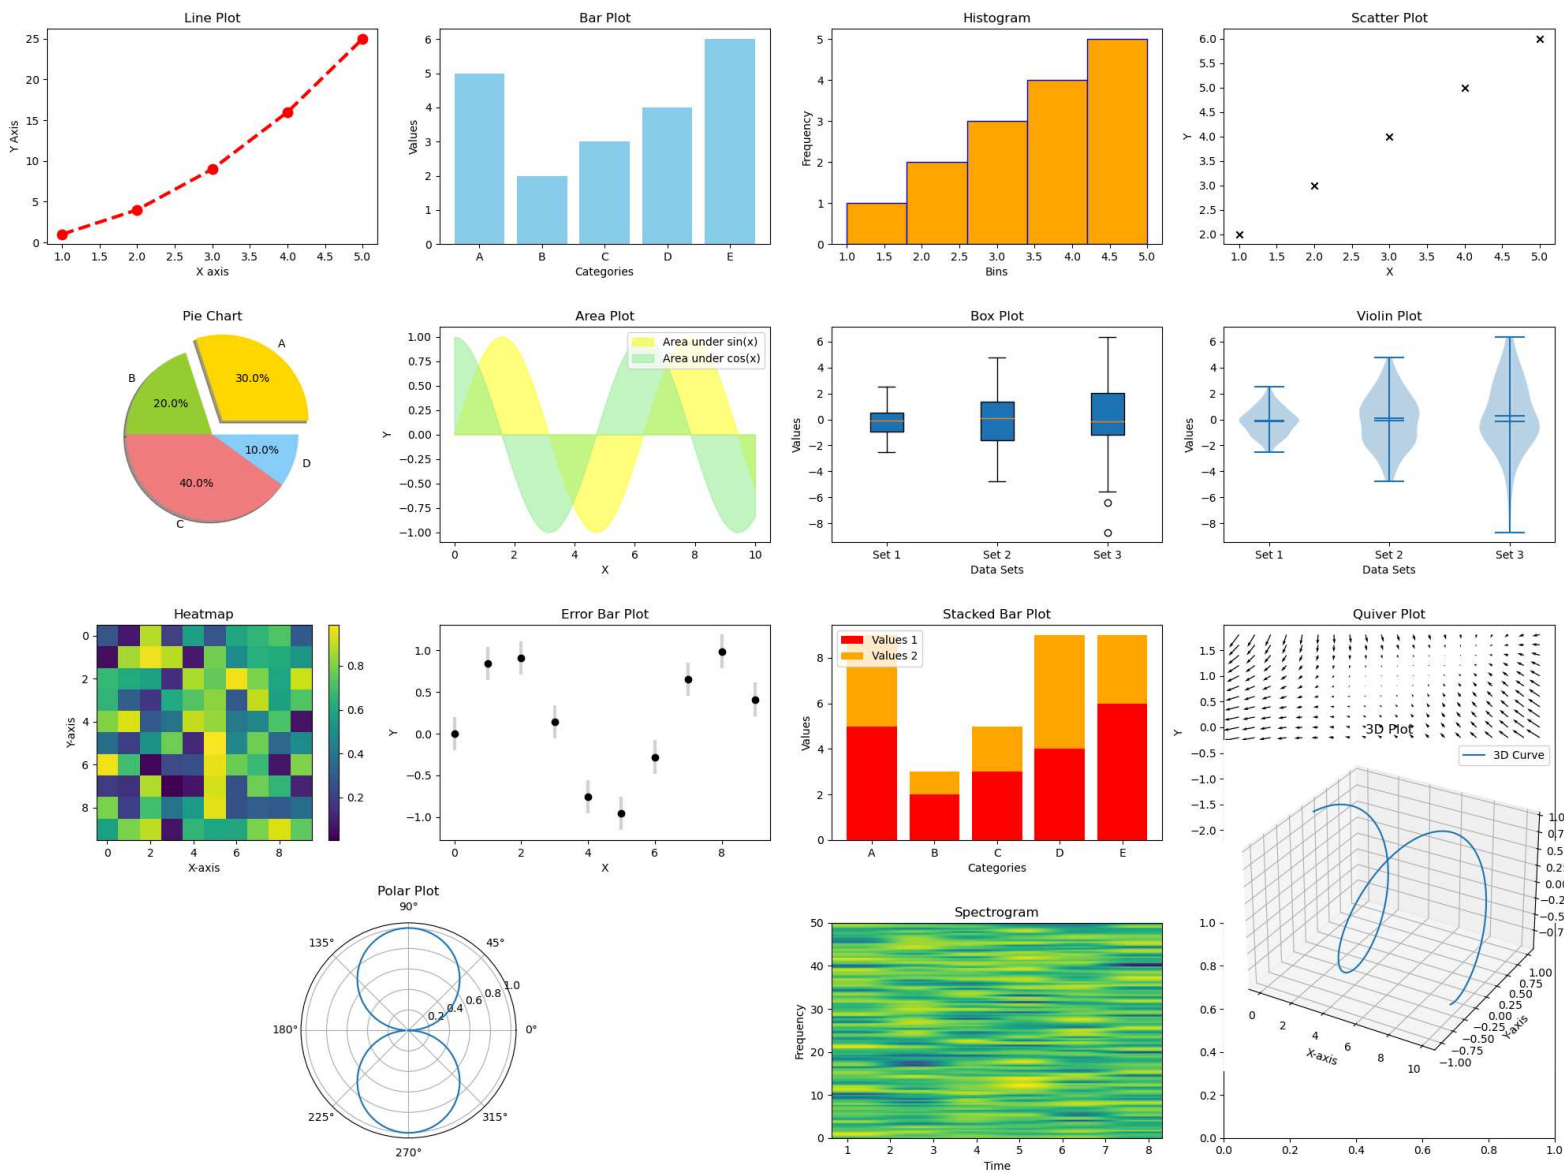 Line Plot
25
20
15
10
5
0
Y Axis
1.0 1.5 2.0 2.5 3.0 3.5 4.0 4.5 5.0
X axis
Bar Plot
6
5
4
3
2
1
0
Values
A B C D E
Categories
Histogram
5
4
3
2
1
0
Frequency
1.0 1.5 2.0 2.5 3.0 3.5 4.0 4.5 5.0
Bins
Scatter Plot
6.0
5.5
5.0
4.5
4.0
3.5
3.0
2.5
2.0
Y
1.0 1.5 2.0 2.5 3.0 3.5 4.0 4.5 5.0
X
Pie Chart
A
30.0%
B
20.0%
10.0%
D
40.0%
C
Area Plot
1.00
0.75
0.50
0.25
0.00
−0.25
−0.50
−0.75
−1.00
Y
Area under sin(x)
Area under cos(x)
0 2 4 6 8 10
X
Box Plot
6
4
2
0
−2
−4
−6
−8
Values
Set 1 Set 2 Set 3
Data Sets
Violin Plot
6
4
2
0
−2
−4
−6
−8
Values
Set 1 Set 2 Set 3
Data Sets
Heatmap
0
2
4
6
8
Y-axis
0 2 4 6 8
X-axis
0.8
0.6
0.4
0.2
Error Bar Plot
1.0
0.5
0.0
−0.5
−1.0
Y
0 2 4 6 8
X
Stacked Bar Plot
Values 1
Values 2
8
6
4
2
0
Values
A B C D E
Categories
Quiver Plot
1.5
1.0
0.5
0.0
−0.5
−1.0
−1.5
−2.0
Y
3D Plot
3D Curve
1.0
0.7
0.5
0.2
0.0
−0.2
−0.5
−0.7
1.00
0.75
0.50
0.25
0.00
−0.25
−0.50
−0.75
−1.00
Y-axis
0 2 4 6 8 10
X-axis
Polar Plot
90°
135° 45°
180° 0°
225° 315°
270°
0.2 0.4 0.6 0.8 1.0
Spectrogram
50
40
30
20
10
0
Frequency
1 2 3 4 5 6 7 8
Time
1.0
0.8
0.6
0.4
0.2
0.0
0.0 0.2 0.4 0.6 0.8 1.0